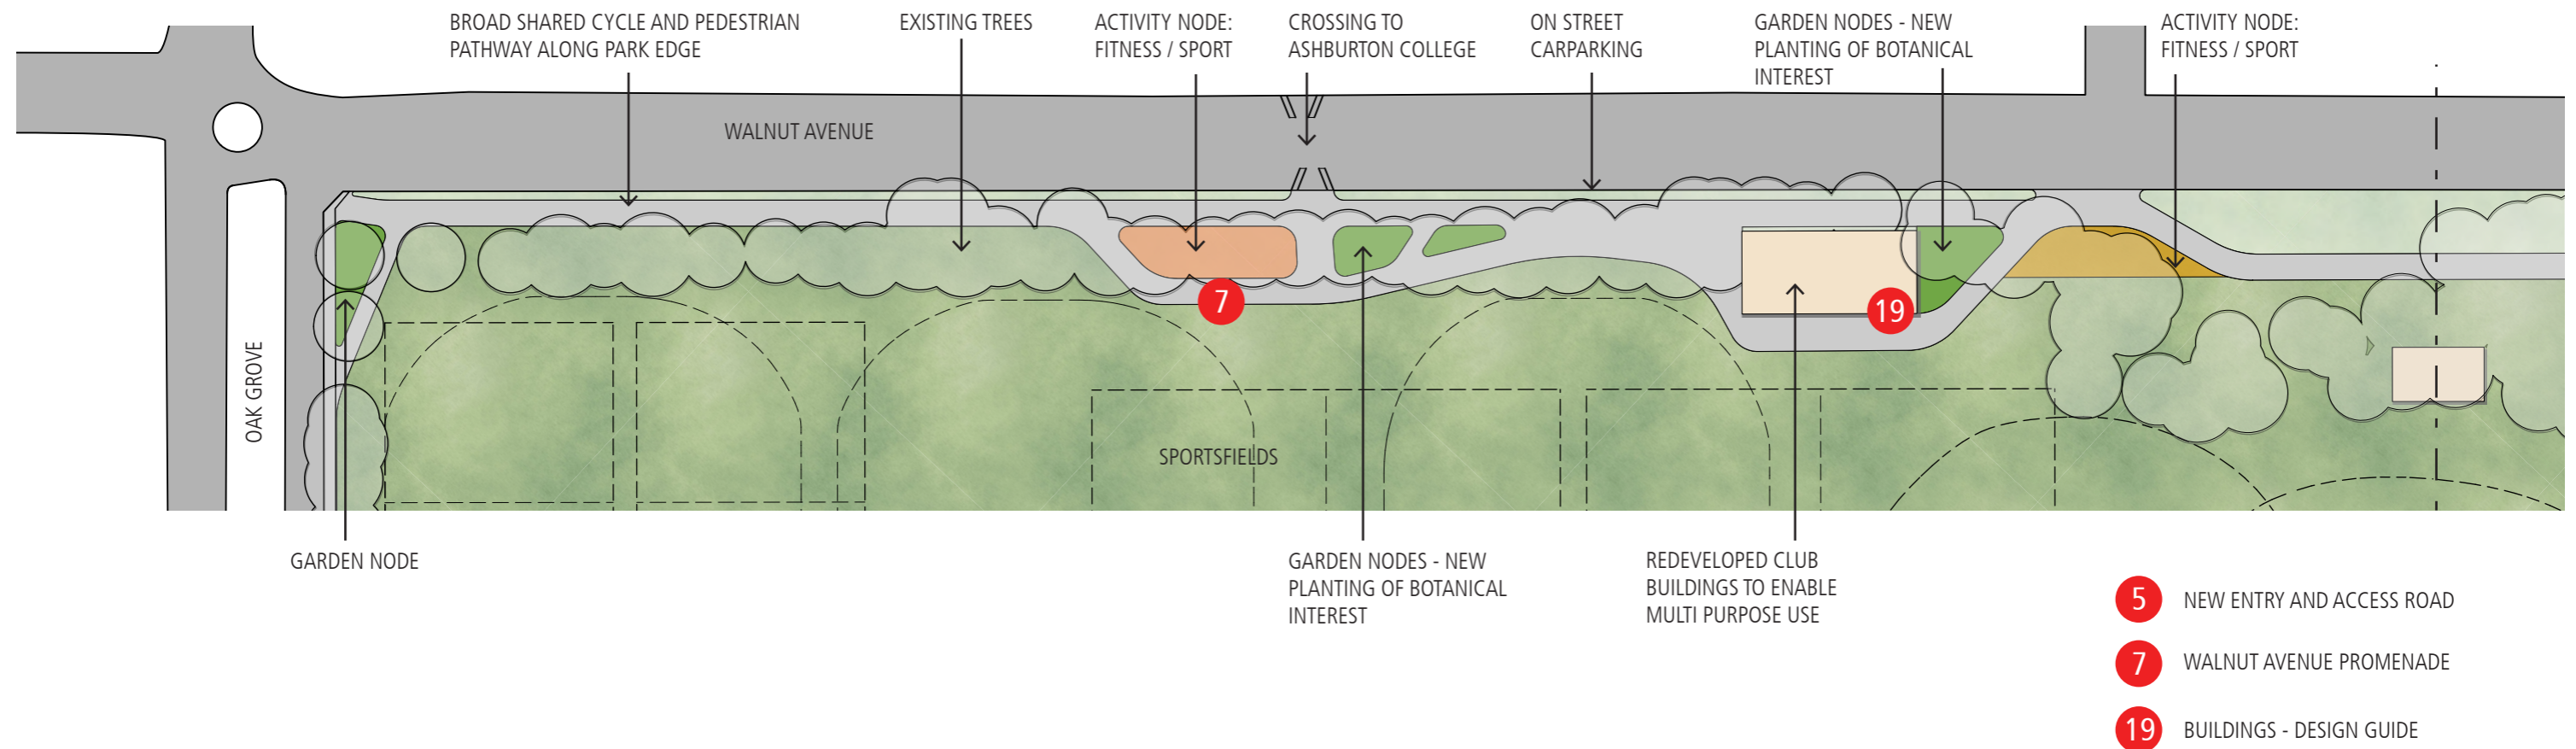 BROAD SHARED CYCLE AND PEDESTRIAN
PATHWAY ALONG PARK EDGE
EXISTING TREES
ACTIVITY NODE:
FITNESS / SPORT
CROSSING TO
ASHBURTON COLLEGE
ON STREET
CARPARKING
GARDEN NODES - NEW
PLANTING OF BOTANICAL
INTEREST
ACTIVITY NODE:
FITNESS / SPORT
WALNUT AVENUE
OAK GROVE
7
19
SPORTSFIELDS
GARDEN NODE
GARDEN NODES - NEW
PLANTING OF BOTANICAL
INTEREST
REDEVELOPED CLUB
BUILDINGS TO ENABLE
MULTI PURPOSE USE
5 NEW ENTRY AND ACCESS ROAD
7 WALNUT AVENUE PROMENADE
19 BUILDINGS - DESIGN GUIDE